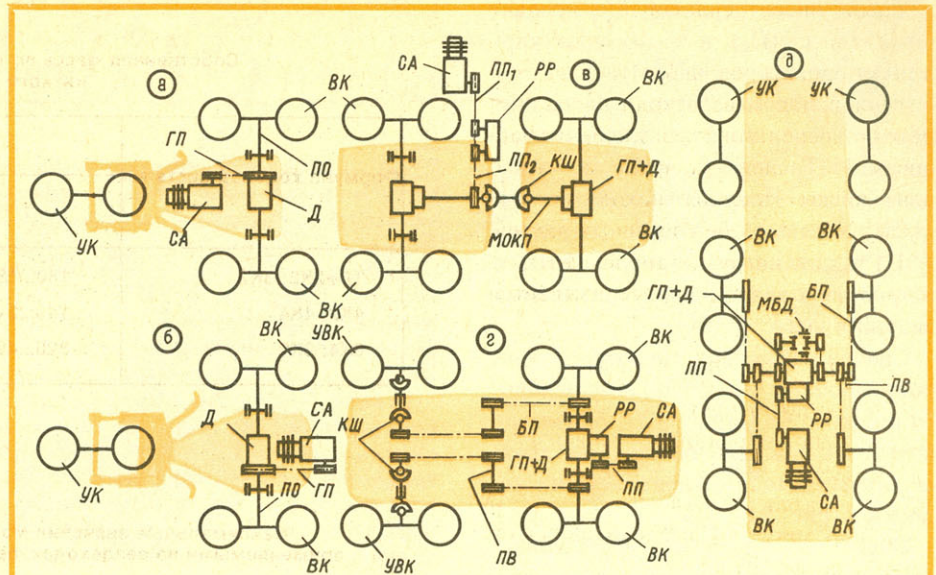 а
ВК
ГП
ПО
УК
СА
Д
ВК
СА
ПП₁
РР
в
ВК
ПП₂
КШ
ГП+Д
МОКП
ВК
д
УК
УК
ВК
ВК
ГП+Д
МБД
БП
ПП
ПВ
РР
СА
ВК
ВК
б
ВК
Д
СА
УК
ПО
ГП
ВК
УВК
г
ВК
КШ
БП
РР
СА
ГП+Д
ПП
ПВ
УВК
ВК